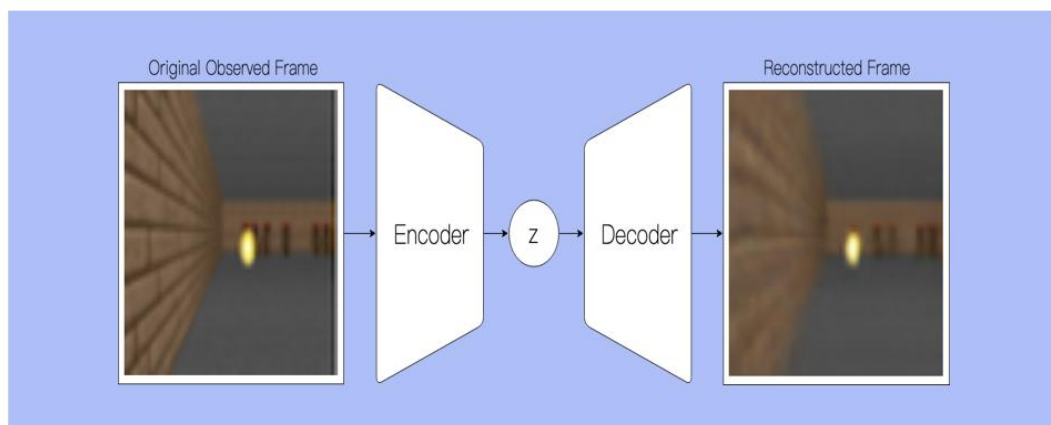 Original Observed Frame
Reconstructed Frame
Encoder
z
Decoder